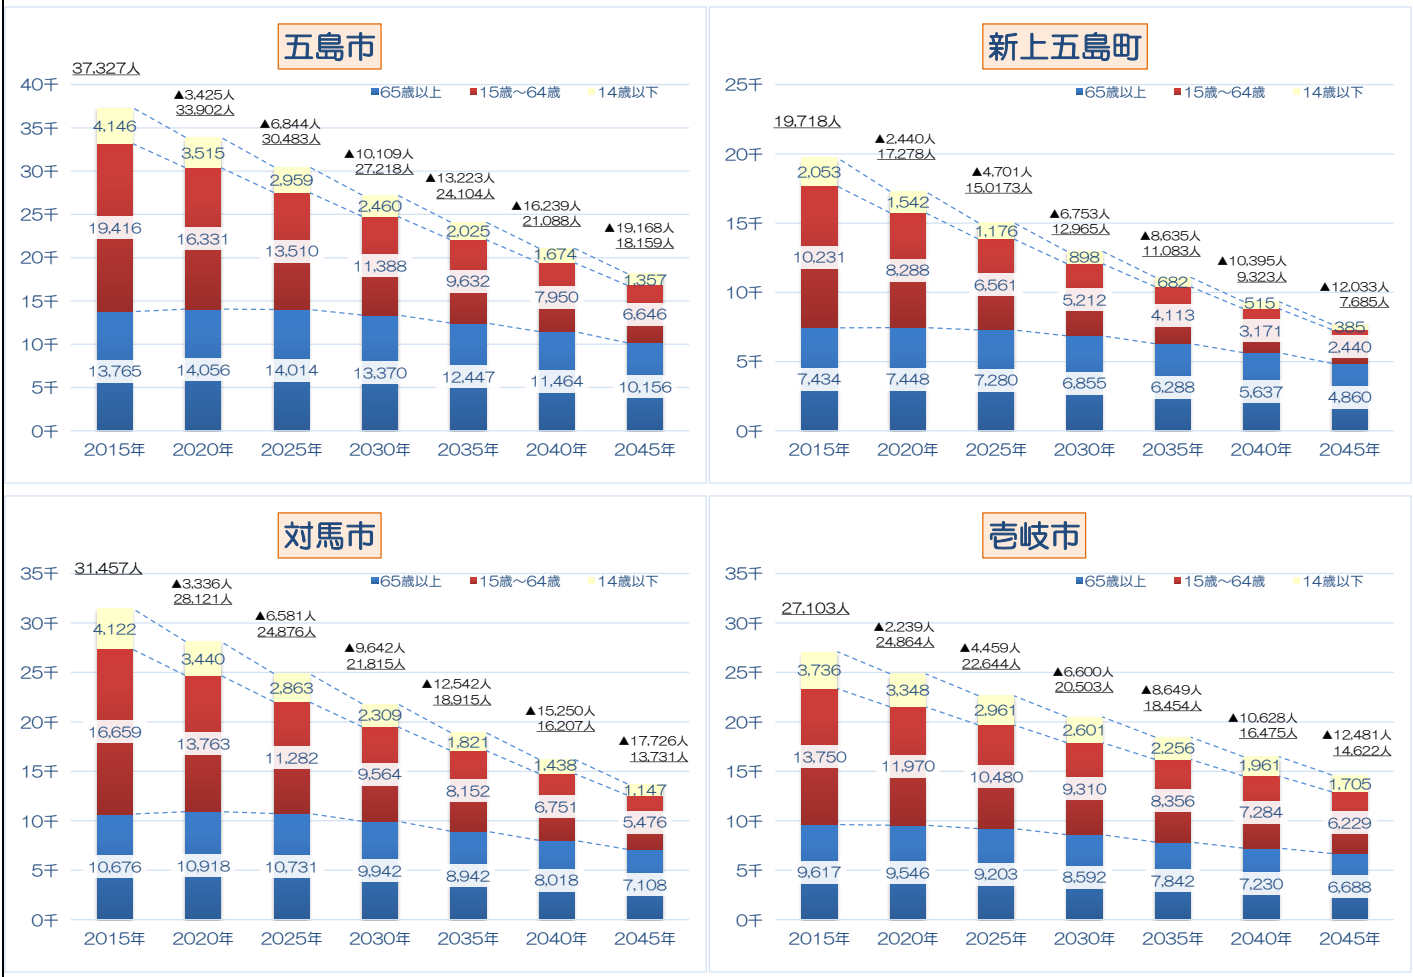 五島市
37,327人
▲3,425人
33,902人
▲6,844人
30,483人
▲10,109人
27,218人
▲13,223人
24,104人
▲16,239人
21,088人
▲19,168人
18,159人
65歳以上 15歳～64歳 14歳以下
40千
35千
30千
25千
20千
15千
10千
5千
0千
4,146 3,515 2,959 2,460 2,025 1,674 1,357
19,416 16,331 13,510 11,388 9,632 7,950 6,646
13,765 14,056 14,014 13,370 12,447 11,464 10,156
2015年 2020年 2025年 2030年 2035年 2040年 2045年
新上五島町
19,718人
▲2,440人
17,278人
▲4,701人
15,0173人
▲6,753人
12,965人
▲8,635人
11,083人
▲10,395人
9,323人
▲12,033人
7,685人
65歳以上 15歳～64歳 14歳以下
25千
20千
15千
10千
5千
0千
2,053 1,542 1,176 898 682 515 385
10,231 8,288 6,561 5,212 4,113 3,171 2,440
7,434 7,448 7,280 6,855 6,288 5,637 4,860
2015年 2020年 2025年 2030年 2035年 2040年 2045年
対馬市
31,457人
▲3,336人
28,121人
▲6,581人
24,876人
▲9,642人
21,815人
▲12,542人
18,915人
▲15,250人
16,207人
▲17,726人
13,731人
65歳以上 15歳～64歳 14歳以下
35千
30千
25千
20千
15千
10千
5千
0千
4,122 3,440 2,863 2,309 1,821 1,438 1,147
16,659 13,763 11,282 9,564 8,152 6,751 5,476
10,676 10,918 10,731 9,942 8,942 8,018 7,108
2015年 2020年 2025年 2030年 2035年 2040年 2045年
壱岐市
27,103人
▲2,239人
24,864人
▲4,459人
22,644人
▲6,600人
20,503人
▲8,649人
18,454人
▲10,628人
16,475人
▲12,481人
14,622人
65歳以上 15歳～64歳 14歳以下
35千
30千
25千
20千
15千
10千
5千
0千
3,736 3,348 2,961 2,601 2,256 1,961 1,705
13,750 11,970 10,480 9,310 8,356 7,284 6,229
9,617 9,546 9,203 8,592 7,842 7,230 6,688
2015年 2020年 2025年 2030年 2035年 2040年 2045年